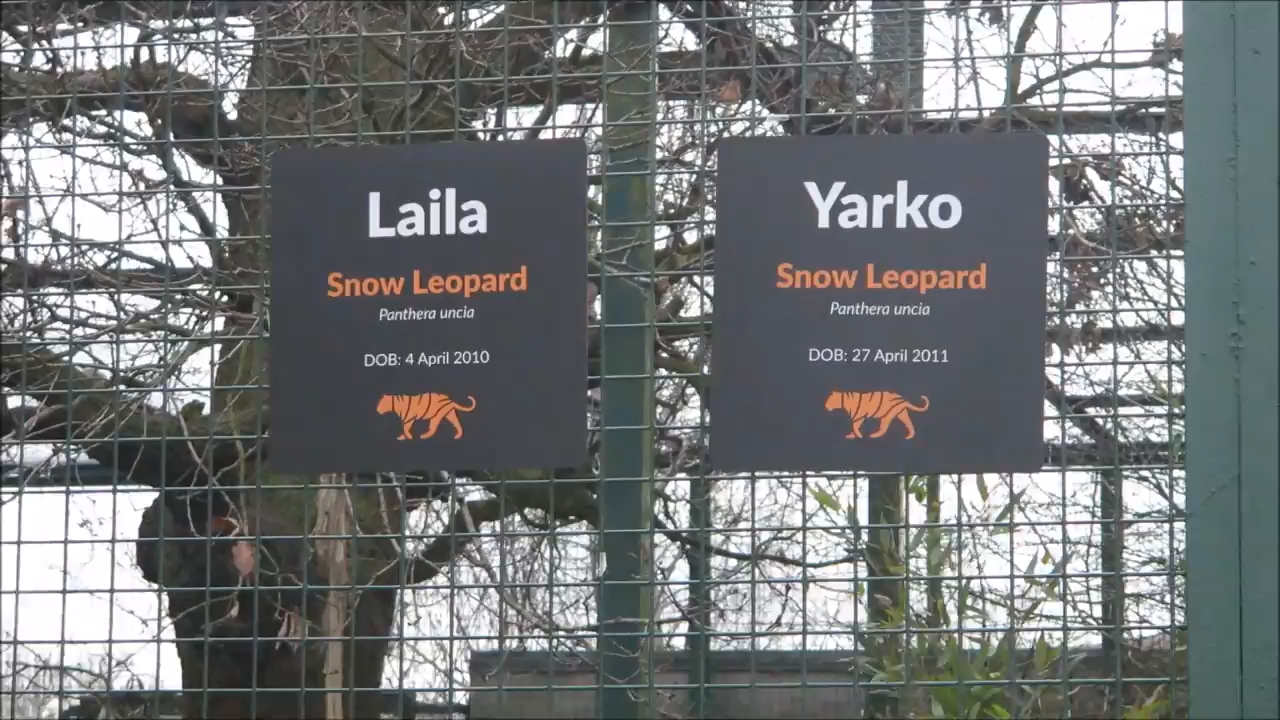 Laila
Snow Leopard
Panthera uncia
DOB: 4 April 2010
Yarko
Snow Leopard
Panthera uncia
DOB: 27 April 2011